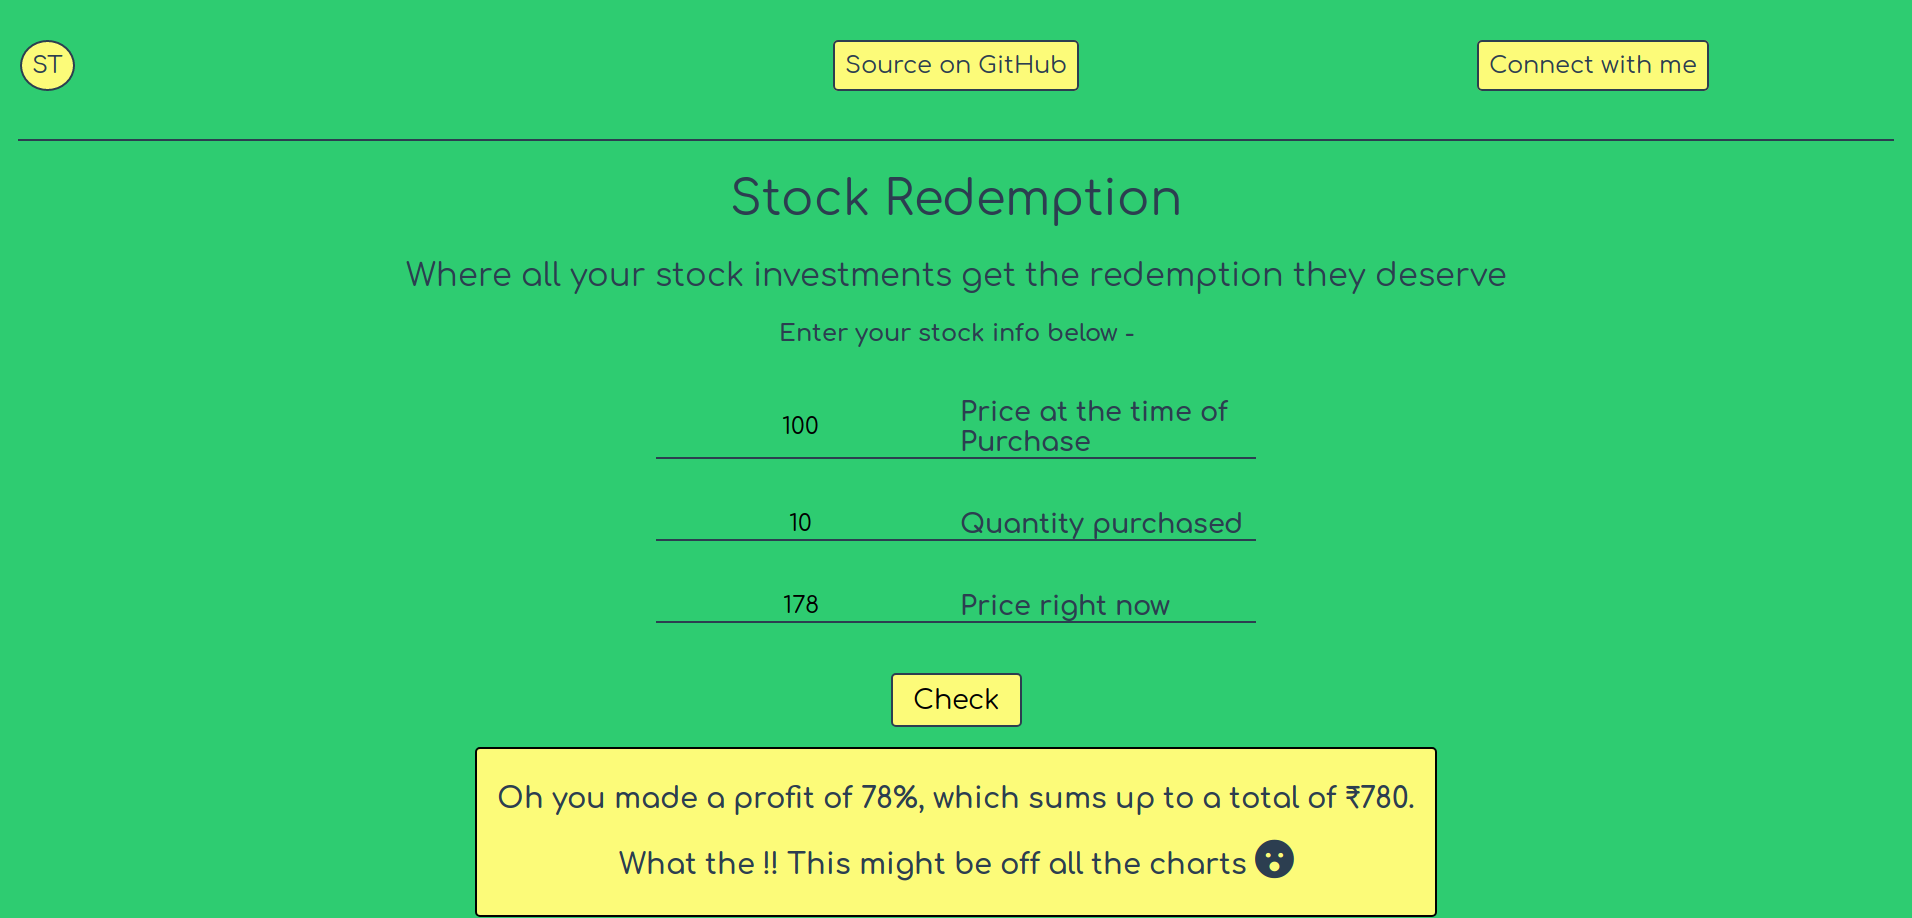 ST
Source on GitHub
Connect with me
Stock Redemption
Where all your stock investments get the redemption they deserve
Enter your stock info below -
100
Price at the time of
Purchase
10
Quantity purchased
178
Price right now
Check
Oh you made a profit of 78%, which sums up to a total of ₹780.
What the !! This might be off all the charts 😮